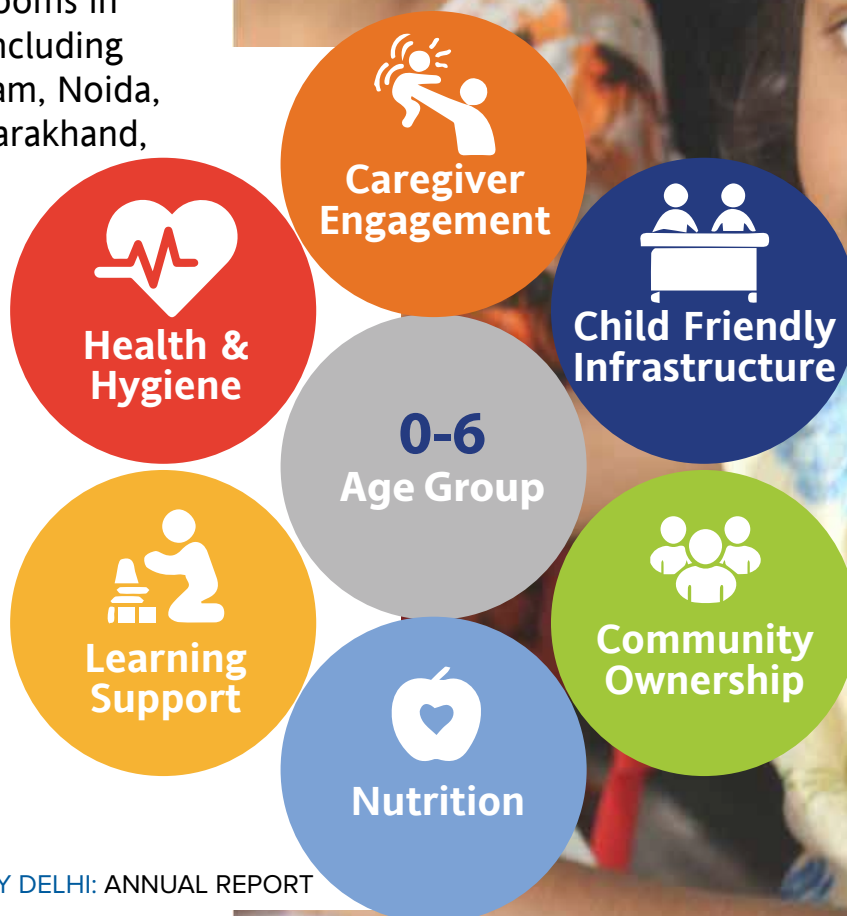 ooms in
ncluding
am, Noida,
arakhand,
Caregiver
Engagement
Health &
Hygiene
Child Friendly
Infrastructure
0-6
Age Group
Learning
Support
Community
Ownership
Nutrition
Y DELHI: ANNUAL REPORT